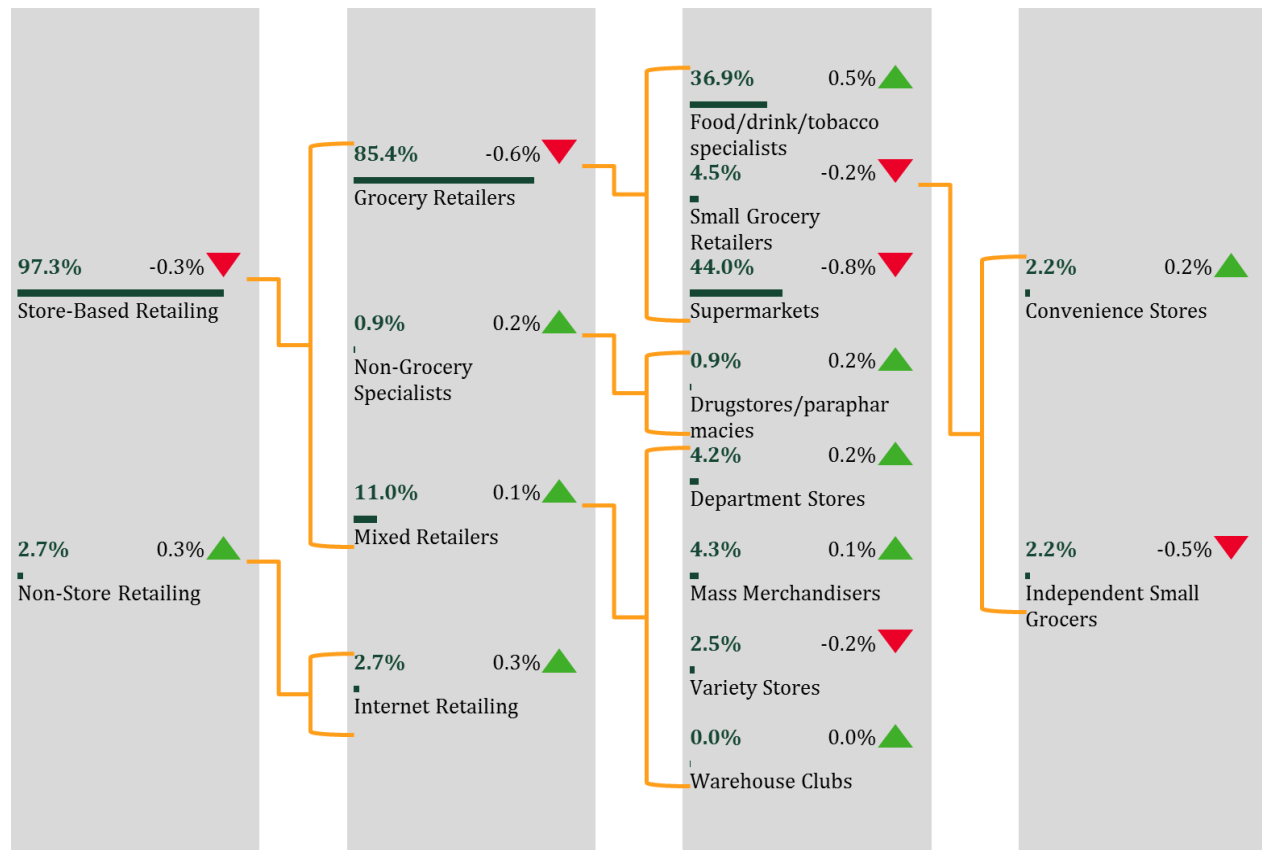 97.3% -0.3%
Store-Based Retailing
2.7% 0.3%
Non-Store Retailing
85.4% -0.6%
Grocery Retailers
0.9% 0.2%
Non-Grocery
Specialists
11.0% 0.1%
Mixed Retailers
2.7% 0.3%
Internet Retailing
36.9% 0.5%
Food/drink/tobacco
specialists
4.5% -0.2%
Small Grocery
Retailers
44.0% -0.8%
Supermarkets
0.9% 0.2%
Drugstores/paraphar
macies
4.2% 0.2%
Department Stores
4.3% 0.1%
Mass Merchandisers
2.5% -0.2%
Variety Stores
0.0% 0.0%
Warehouse Clubs
2.2% 0.2%
Convenience Stores
2.2% -0.5%
Independent Small
Grocers